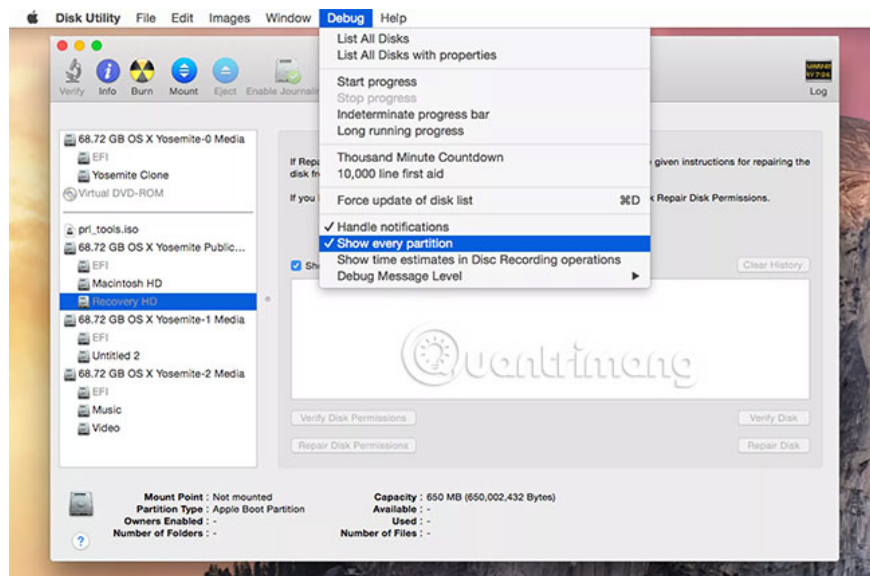 Disk Utility File Edit Images Window Debug Help
List All Disks
List All Disks with properties
Start progress
Stop progress
Indeterminate progress bar
Long running progress
Thousand Minute Countdown
10,000 line first aid
Force update of disk list ⌘D
✓ Handle notifications
✓ Show every partition
Show time estimates in Disc Recording operations
Debug Message Level ▶
Verify Info Burn Mount Eject Enable Journalin
Log
68.72 GB OS X Yosemite-0 Media
EFI
Yosemite Clone
Virtual DVD-ROM
prl_tools.iso
68.72 GB OS X Yosemite Public...
EFI
Macintosh HD
Recovery HD
68.72 GB OS X Yosemite-1 Media
EFI
Untitled 2
68.72 GB OS X Yosemite-2 Media
EFI
Music
Video
If Repa given instructions for repairing the
disk fr
If you Repair Disk Permissions.
Sh Clear History
Quantrimang
Verify Disk Permissions Verify Disk
Repair Disk Permissions Repair Disk
Mount Point : Not mounted Capacity : 650 MB (650,002,432 Bytes)
Partition Type : Apple Boot Partition Available : -
Owners Enabled : - Used : -
Number of Folders : - Number of Files : -
?